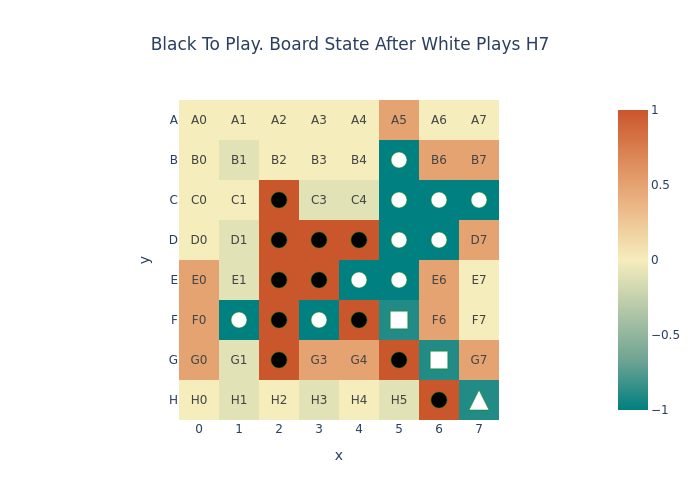 Black To Play. Board State After White Plays H7
A A0 A1 A2 A3 A4 A5 A6 A7
B B0 B1 B2 B3 B4 B6 B7
C C0 C1 C3 C4
D D0 D1 D7
E E0 E1 E6 E7
F F0 F6 F7
G G0 G1 G3 G4 G7
H H0 H1 H2 H3 H4 H5
0 1 2 3 4 5 6 7
x
y
1
0.5
0
−0.5
−1